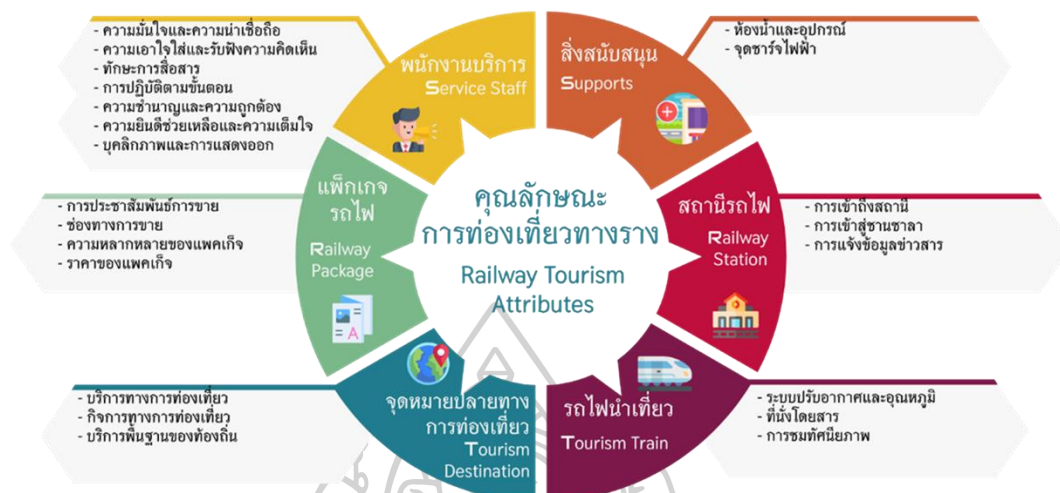 - ความมั่นใจและความน่าเชื่อถือ
- ความเอาใจใส่และรับฟังความคิดเห็น
- ทักษะการสื่อสาร
- การปฏิบัติตามขั้นตอน
- ความชำนาญและความถูกต้อง
- ความยินดีช่วยเหลือและความเต็มใจ
- บุคลิกภาพและการแสดงออก
พนักงานบริการ
Service Staff
สิ่งสนับสนุน
Supports
- ห้องน้ำและอุปกรณ์
- จุดชาร์จไฟฟ้า
- การประชาสัมพันธ์การขาย
- ช่องทางการขาย
- ความหลากหลายของแพคเก็จ
- ราคาของแพคเก็จ
แพ็กเกจ
รถไฟ
Railway
Package
A
คุณลักษณะ
การท่องเที่ยวทางราง
Railway Tourism
Attributes
สถานีรถไฟ
Railway
Station
- การเข้าถึงสถานี
- การเข้าสู่ชานชาลา
- การแจ้งข้อมูลข่าวสาร
- บริการทางการท่องเที่ยว
- กิจการทางการท่องเที่ยว
- บริการพื้นฐานของท้องถิ่น
จุดหมายปลายทาง
การท่องเที่ยว
Tourism
Destination
รถไฟนำเที่ยว
Tourism Train
- ระบบปรับอากาศและอุณหภูมิ
- ที่นั่งโดยสาร
- การชมทัศนียภาพ